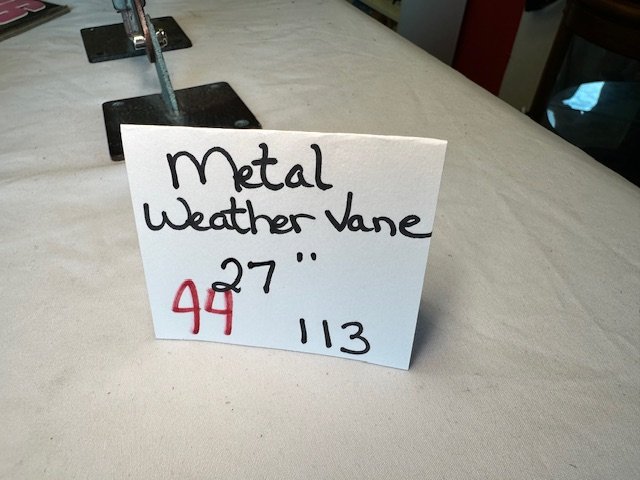 Metal
Weather Vane
27"
44 113